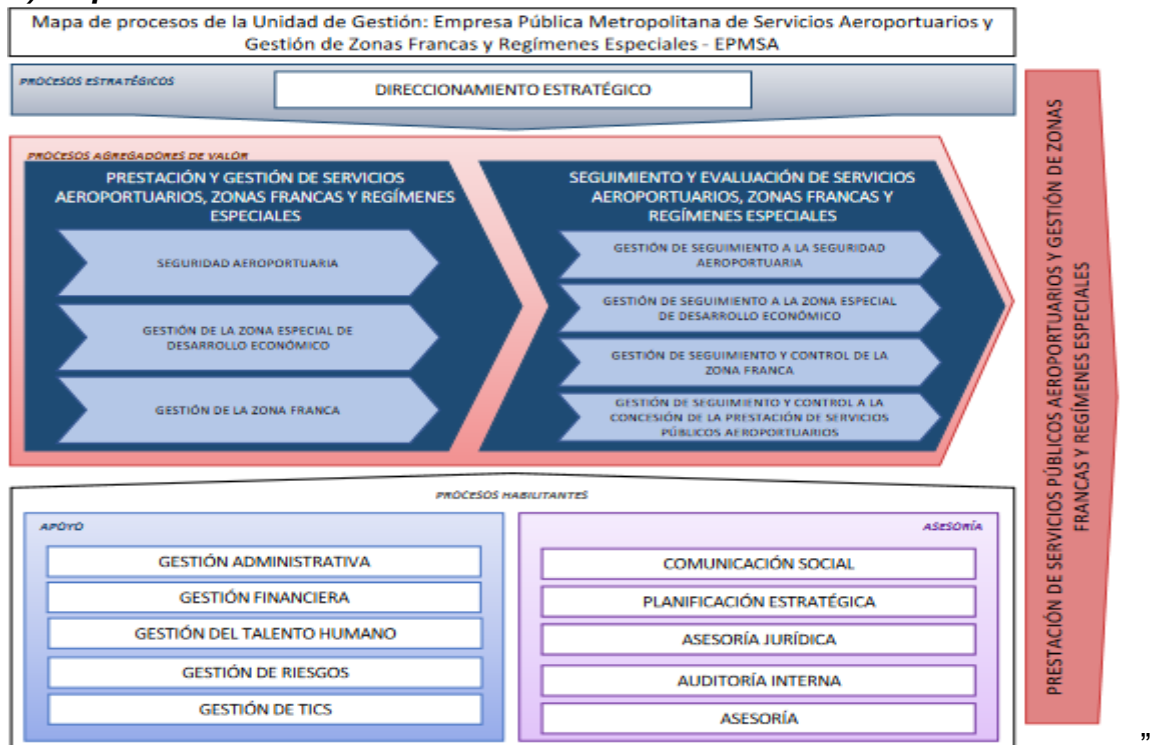 Mapa de procesos de la Unidad de Gestión: Empresa Pública Metropolitana de Servicios Aeroportuarios y
Gestión de Zonas Francas y Regímenes Especiales - EPMSA
PROCESOS ESTRATÉGICOS
DIRECCIONAMIENTO ESTRATÉGICO
PROCESOS AGREGADORES DE VALOR
PRESTACIÓN Y GESTIÓN DE SERVICIOS
AEROPORTUARIOS, ZONAS FRANCAS Y REGÍMENES
ESPECIALES
SEGURIDAD AEROPORTUARIA
GESTIÓN DE LA ZONA ESPECIAL DE
DESARROLLO ECONÓMICO
GESTIÓN DE LA ZONA FRANCA
SEGUIMIENTO Y EVALUACIÓN DE SERVICIOS
AEROPORTUARIOS, ZONAS FRANCAS Y
REGÍMENES ESPECIALES
GESTIÓN DE SEGUIMIENTO A LA SEGURIDAD
AEROPORTUARIA
GESTIÓN DE SEGUIMIENTO A LA ZONA ESPECIAL
DE DESARROLLO ECONÓMICO
GESTIÓN DE SEGUIMIENTO Y CONTROL DE LA
ZONA FRANCA
GESTIÓN DE SEGUIMIENTO Y CONTROL A LA
CONCESIÓN DE LA PRESTACIÓN DE SERVICIOS
PÚBLICOS AEROPORTUARIOS
PROCESOS HABILITANTES
APOYO
GESTIÓN ADMINISTRATIVA
GESTIÓN FINANCIERA
GESTIÓN DEL TALENTO HUMANO
GESTIÓN DE RIESGOS
GESTIÓN DE TICS
ASESORÍA
COMUNICACIÓN SOCIAL
PLANIFICACIÓN ESTRATÉGICA
ASESORÍA JURÍDICA
AUDITORÍA INTERNA
ASESORÍA
PRESTACIÓN DE SERVICIOS PÚBLICOS AEROPORTUARIOS Y GESTIÓN DE ZONAS
FRANCAS Y REGÍMENES ESPECIALES
”